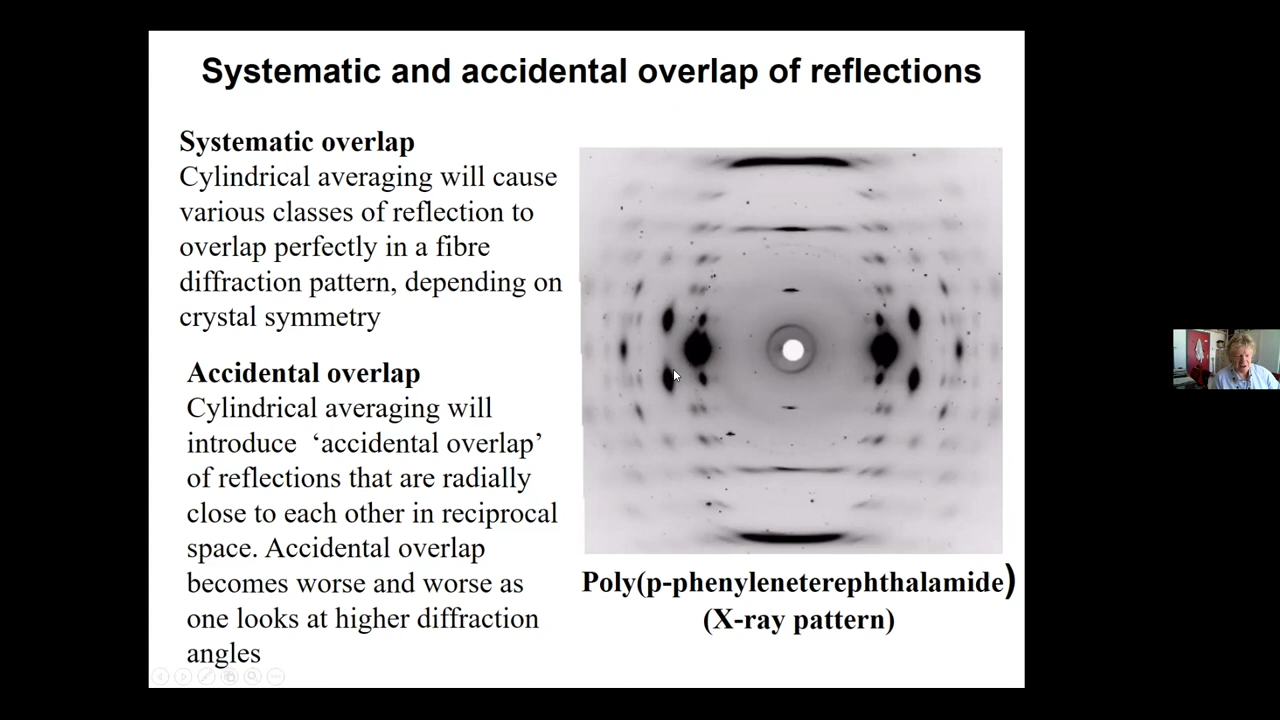 Systematic and accidental overlap of reflections
Systematic overlap
Cylindrical averaging will cause
various classes of reflection to
overlap perfectly in a fibre
diffraction pattern, depending on
crystal symmetry
Accidental overlap
Cylindrical averaging will
introduce ‘accidental overlap’
of reflections that are radially
close to each other in reciprocal
space. Accidental overlap
becomes worse and worse as
one looks at higher diffraction
angles
Poly(p-phenyleneterephthalamide)
(X-ray pattern)